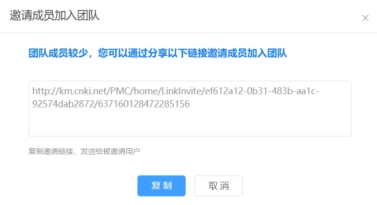 邀请成员加入团队
团队成员较少，您可以通过分享以下链接邀请成员加入团队
http://km.cnki.net/PMC/home/LinkInvite/ef612a12-0b31-483b-aa1c-
92574dab2872/637160128472285156
复制邀请链接，发送给被邀请用户
复制 取消